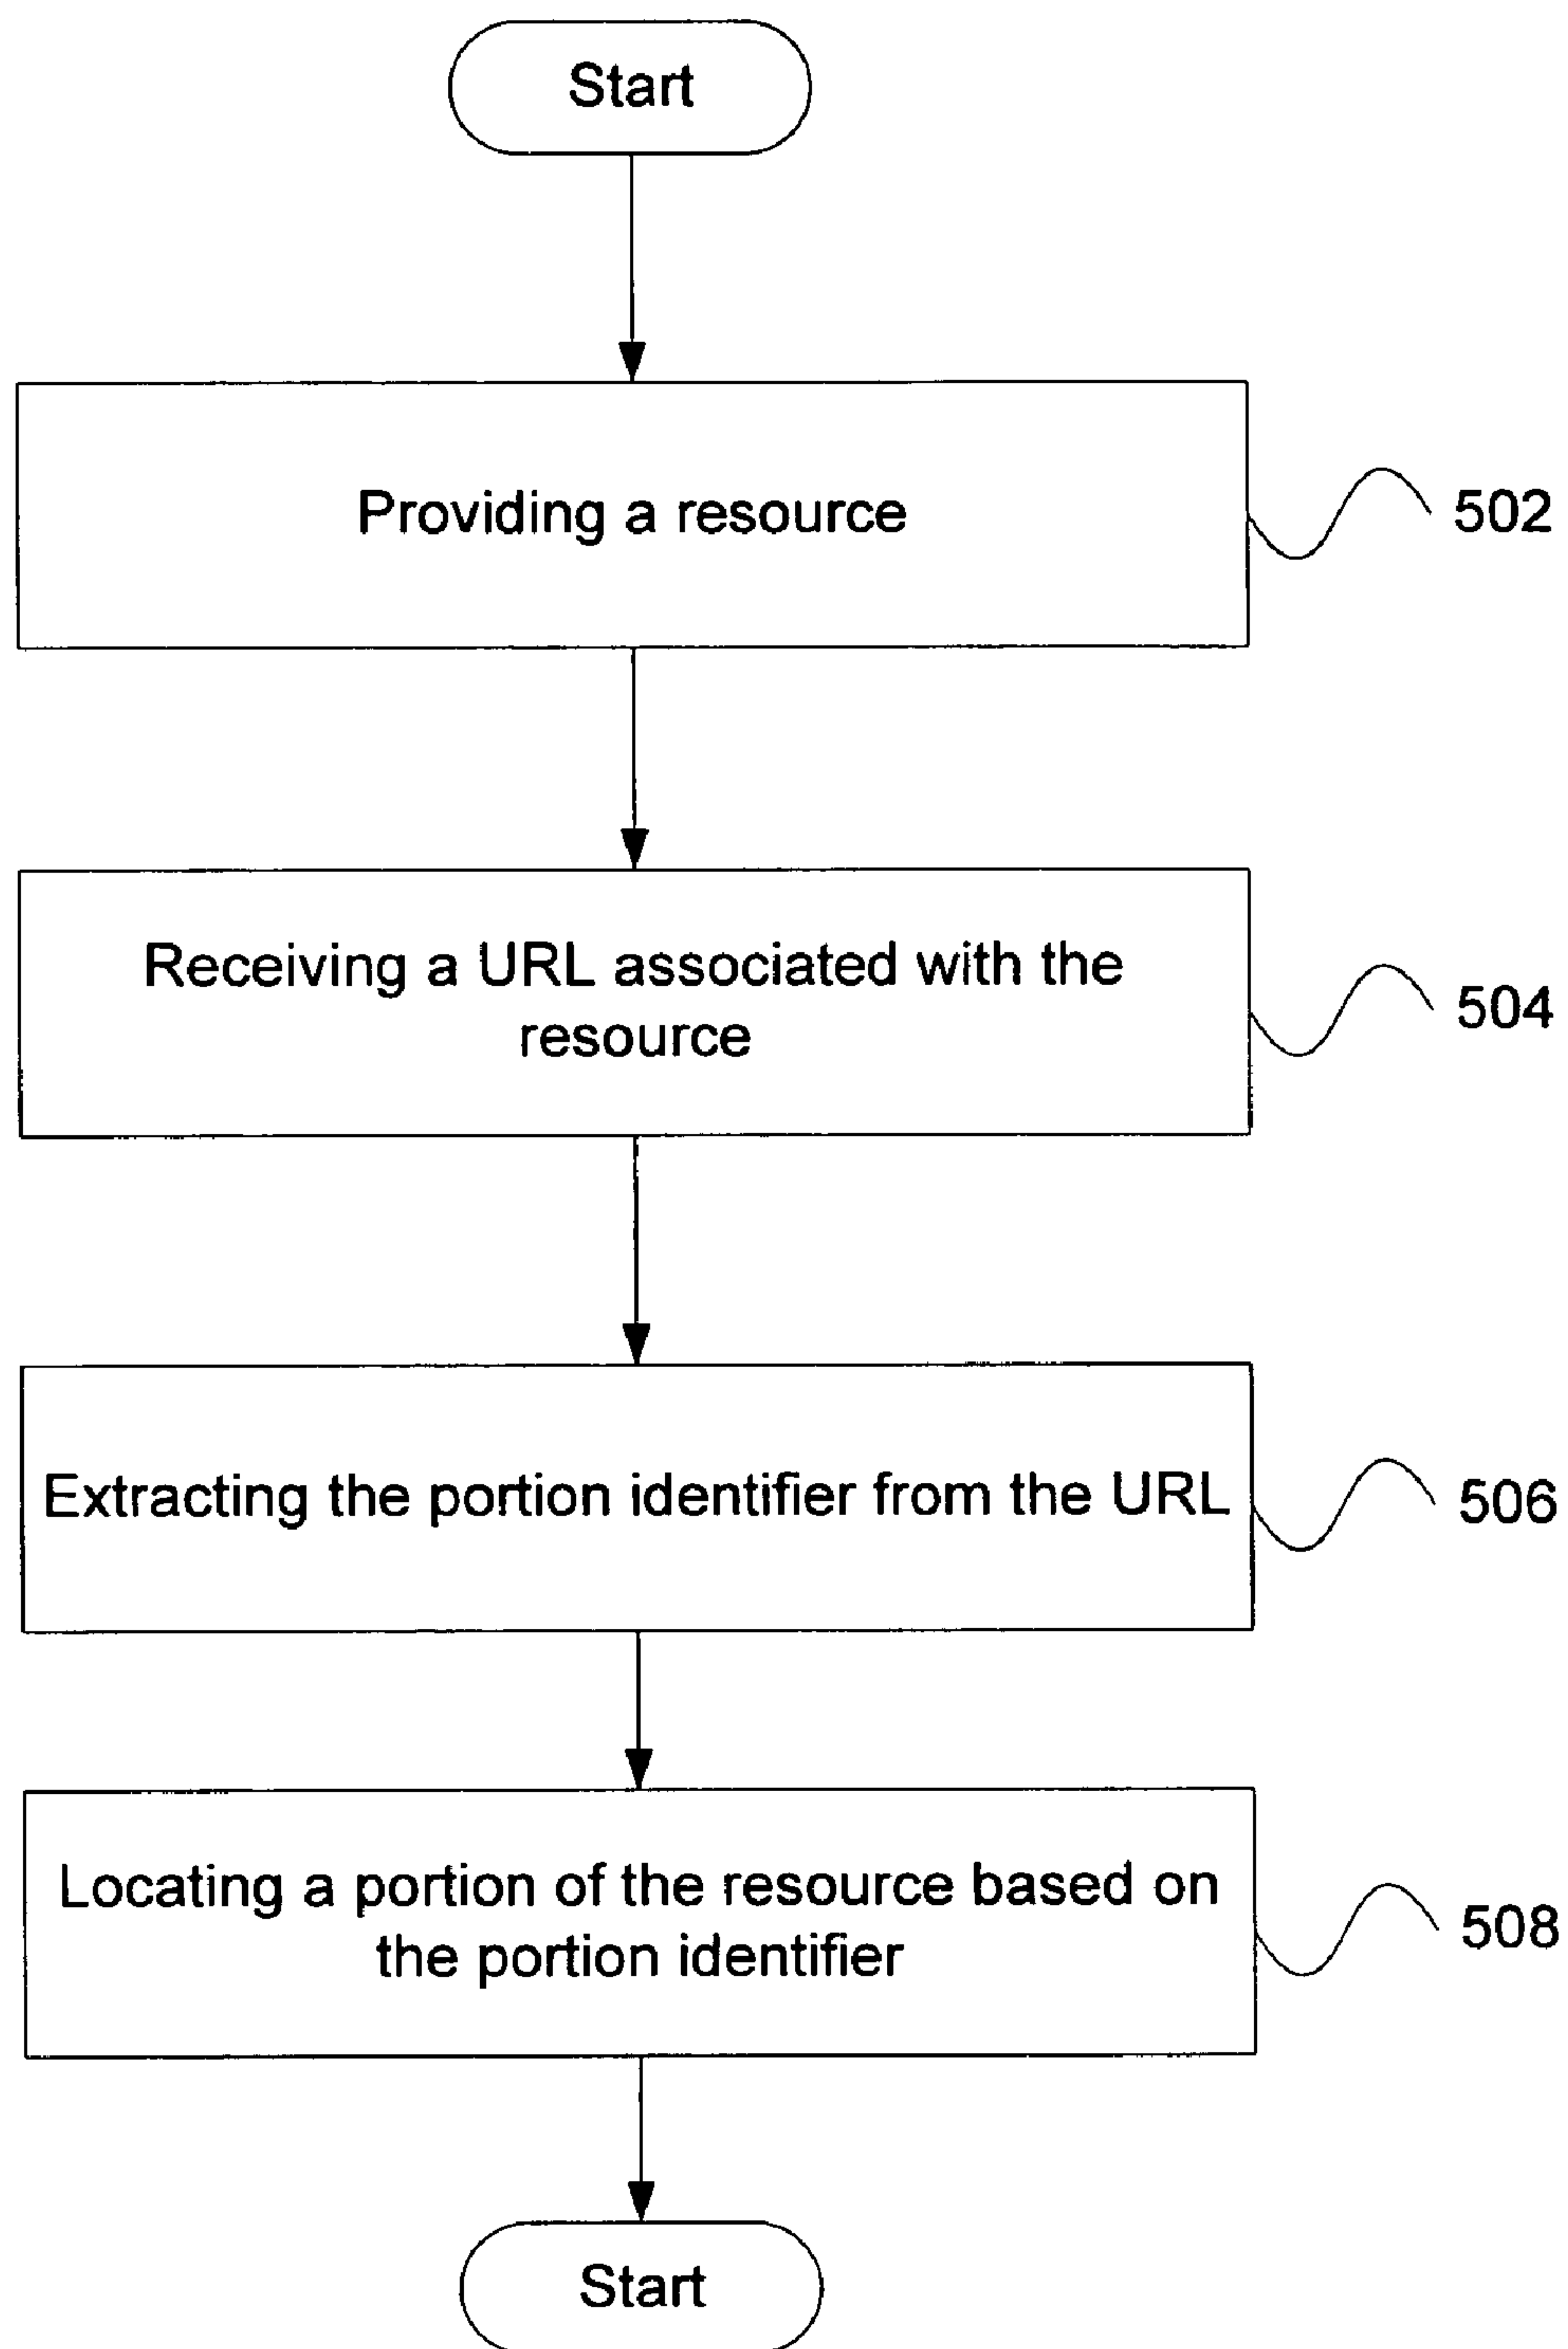 Start
Providing a resource
502
Receiving a URL associated with the
resource
504
Extracting the portion identifier from the URL
506
Locating a portion of the resource based on
the portion identifier
508
Start